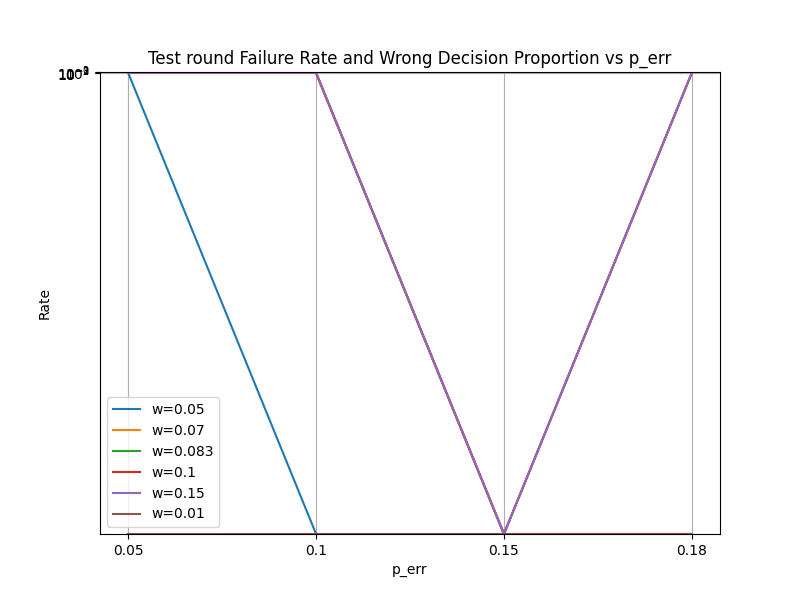 Test round Failure Rate and Wrong Decision Proportion vs p_err
Rate
w=0.05
w=0.07
w=0.083
w=0.1
w=0.15
w=0.01
0.05 0.1 0.15 0.18
p_err